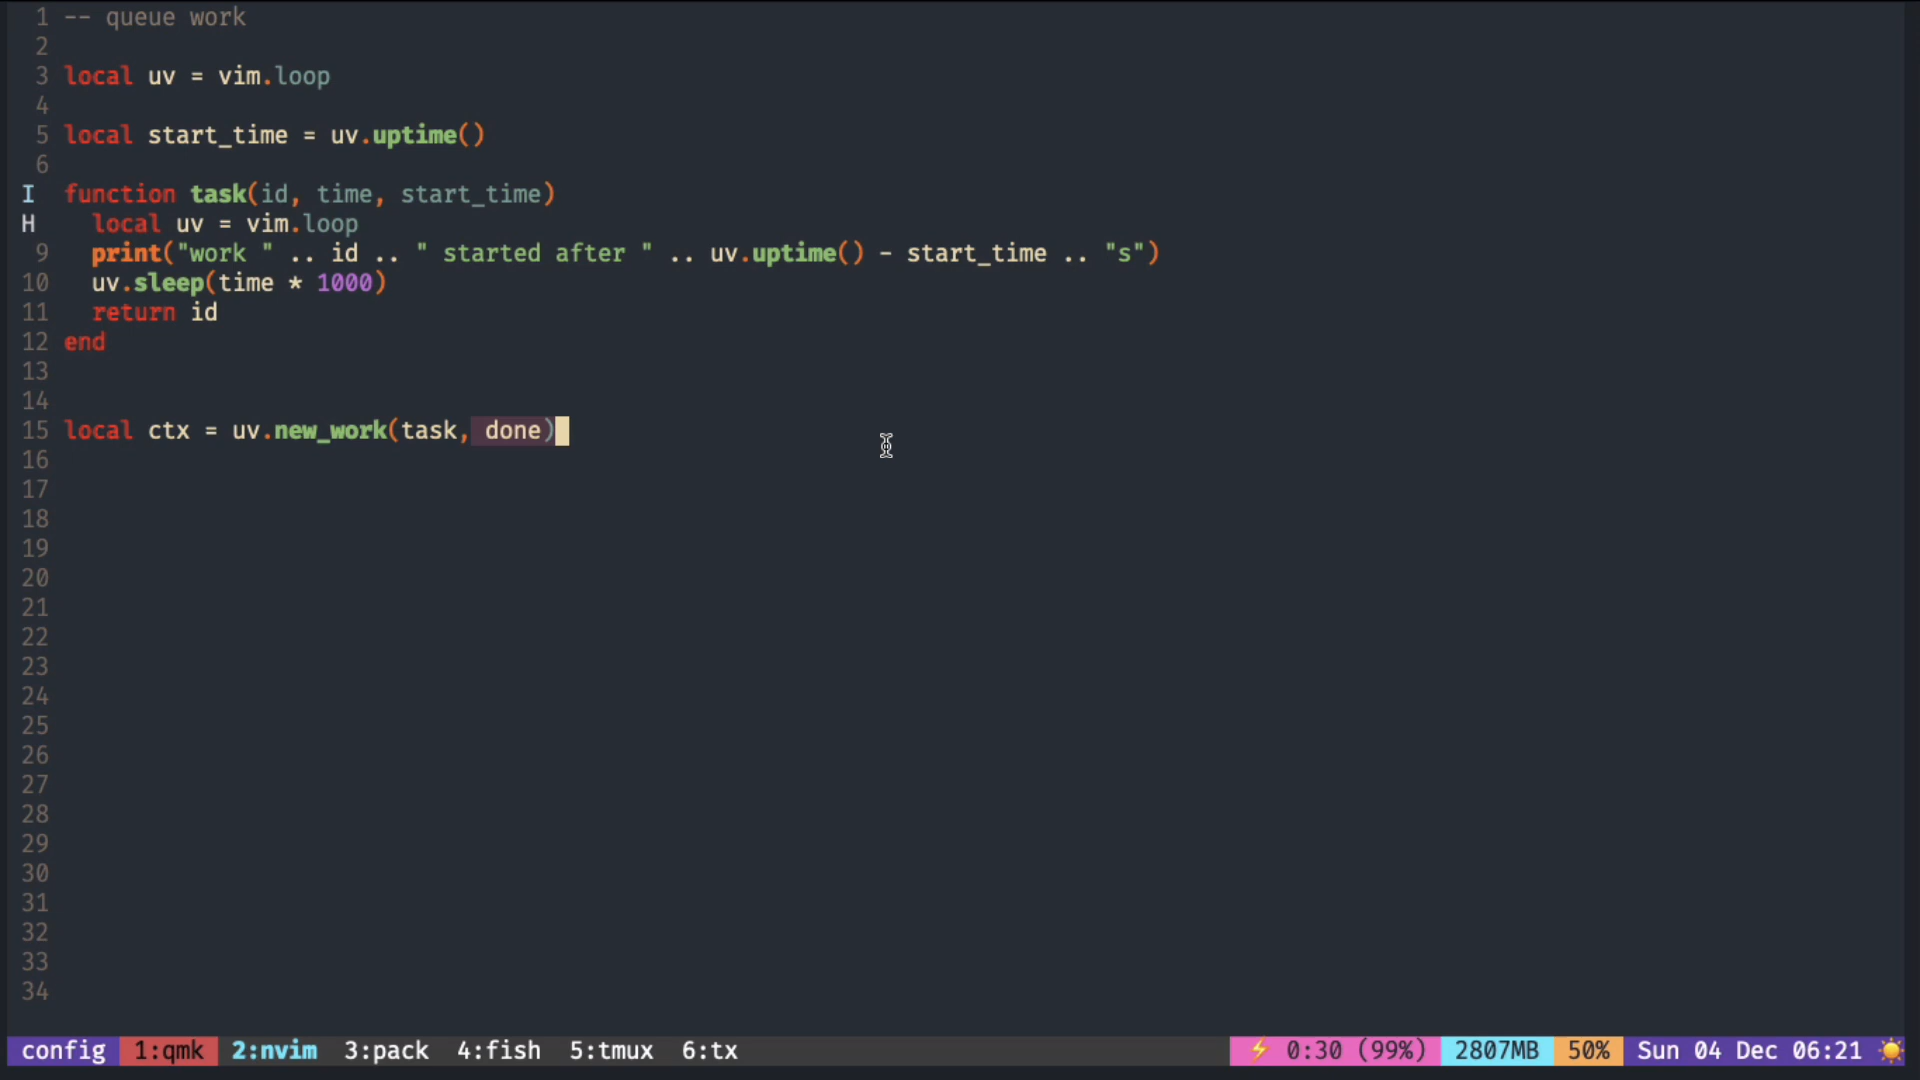 1 -- queue work
2
3 local uv = vim.loop
4
5 local start_time = uv.uptime()
6
I function task(id, time, start_time)
H   local uv = vim.loop
9   print("work " .. id .. " started after " .. uv.uptime() - start_time .. "s")
10   uv.sleep(time * 1000)
11   return id
12 end
13
14
15 local ctx = uv.new_work(task, done)
16
17
18
19
20
21
22
23
24
25
26
27
28
29
30
31
32
33
34
config 1:qmk 2:nvim 3:pack 4:fish 5:tmux 6:tx ⚡ 0:30 (99%) 2807MB 50% Sun 04 Dec 06:21 ☀️